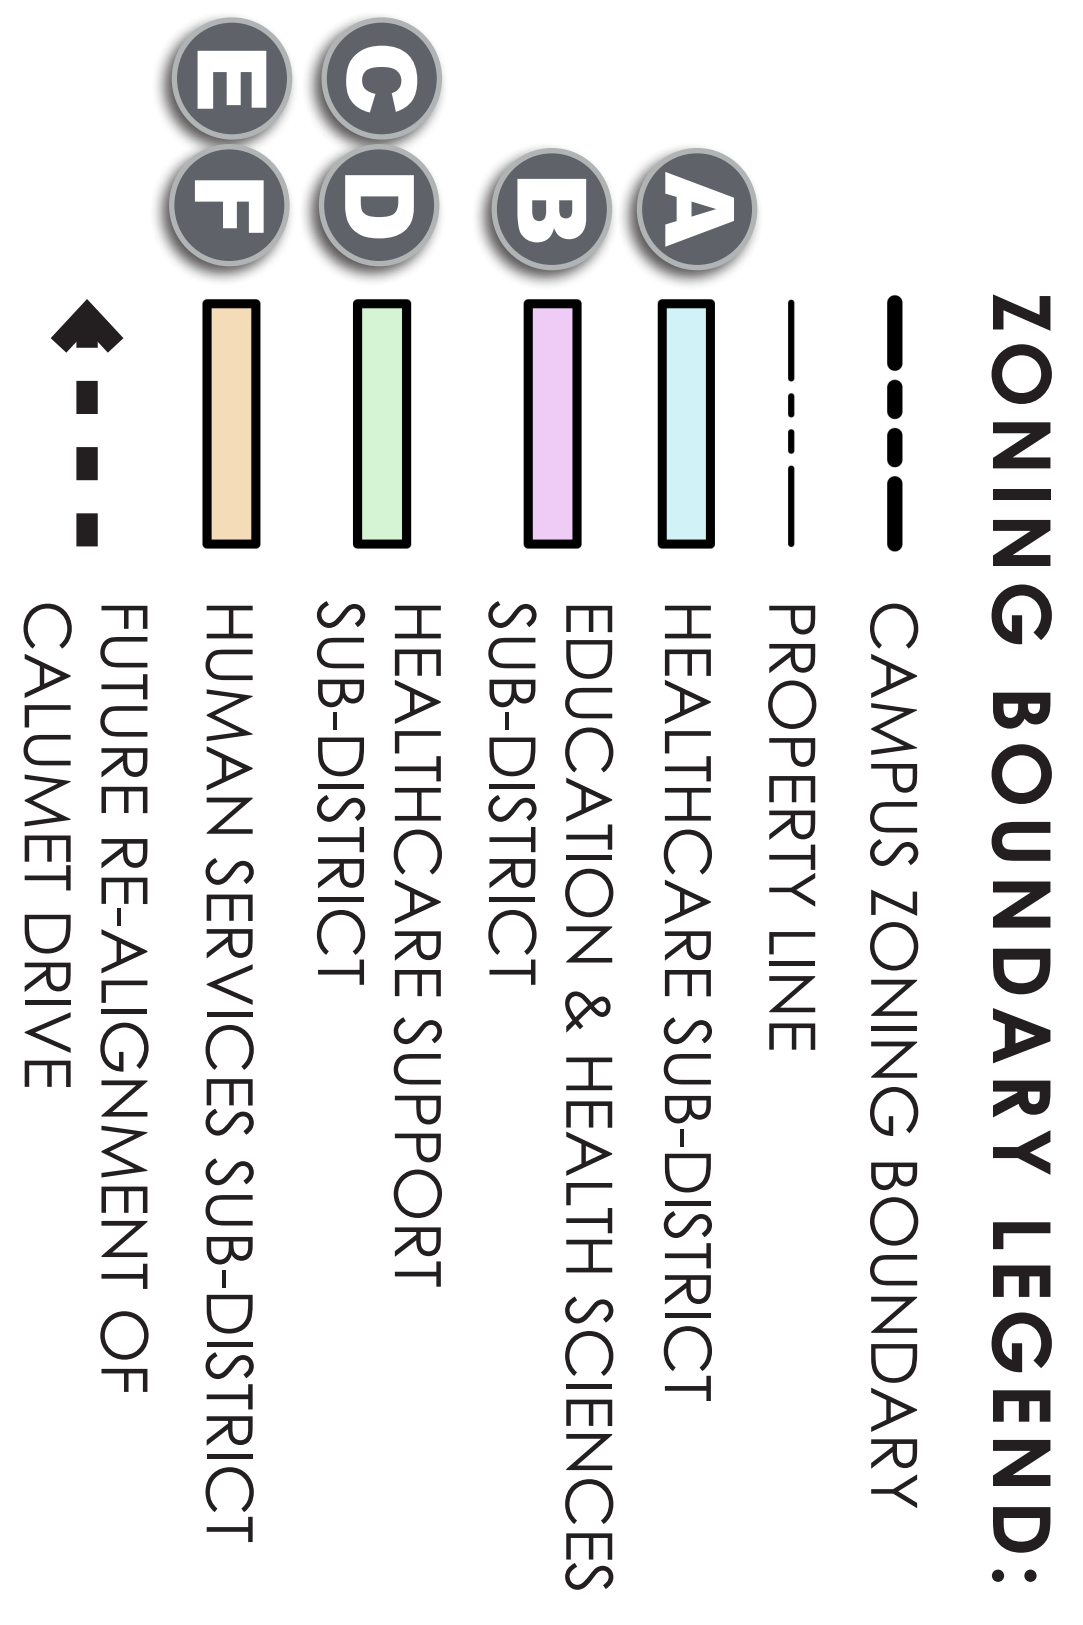 ZONING BOUNDARY LEGEND:
CAMPUS ZONING BOUNDARY
PROPERTY LINE
A HEALTHCARE SUB-DISTRICT
B EDUCATION & HEALTH SCIENCES
SUB-DISTRICT
C D HEALTHCARE SUPPORT
SUB-DISTRICT
E F HUMAN SERVICES SUB-DISTRICT
FUTURE RE-ALIGNMENT OF
CALUMET DRIVE